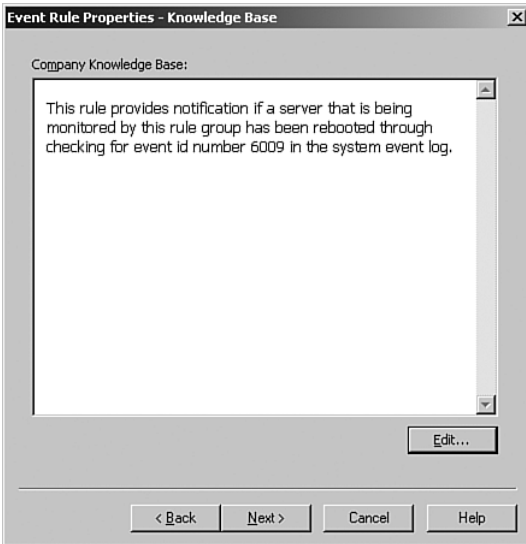 Event Rule Properties - Knowledge Base
Company Knowledge Base:
This rule provides notification if a server that is being
monitored by this rule group has been rebooted through
checking for event id number 6009 in the system event log.
Edit...
< Back Next > Cancel Help